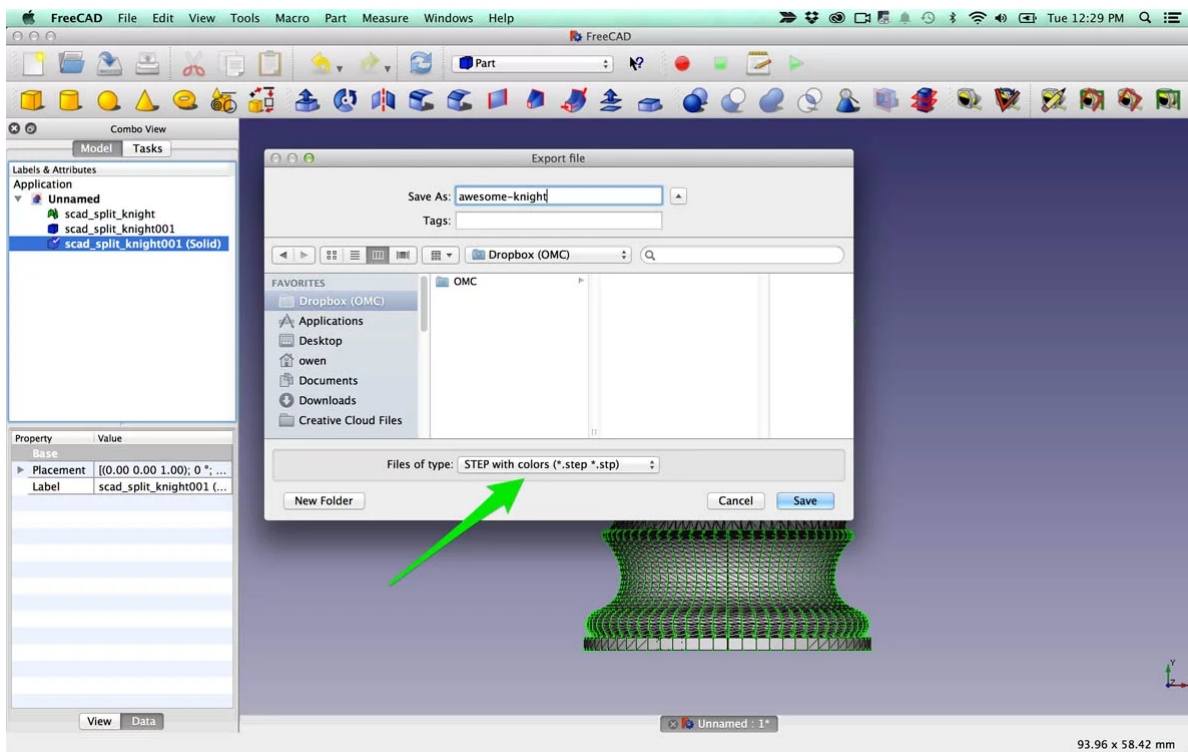 FreeCAD File Edit View Tools Macro Part Measure Windows Help Tue 12:29 PM
FreeCAD
Part
Combo View
Model Tasks
Labels & Attributes
Application
Unnamed
scad_split_knight
scad_split_knight001
scad_split_knight001 (Solid)
Export file
Save As: awesome-knight
Tags:
Dropbox (OMC)
FAVORITES
Dropbox (OMC)
Applications
Desktop
owen
Documents
Downloads
Creative Cloud Files
OMC
Files of type: STEP with colors (*.step *.stp)
New Folder Cancel Save
Property Value
Base
Placement [(0.00 0.00 1.00); 0 °; ...
Label scad_split_knight001 (...
View Data
Unnamed : 1*
Y
Z
93.96 x 58.42 mm